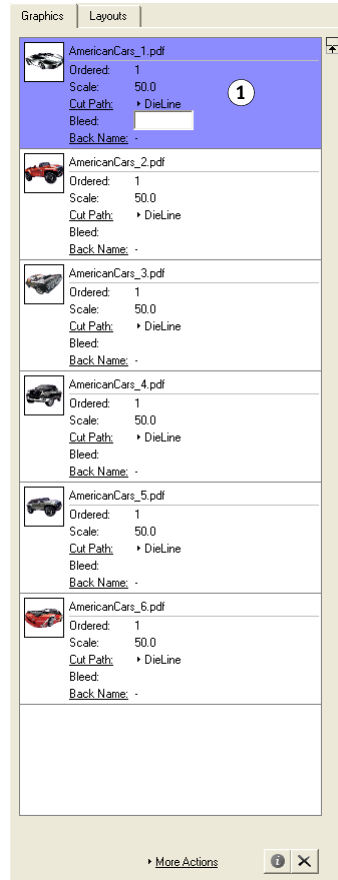 Graphics Layouts
AmericanCars_1.pdf
Ordered: 1
Scale: 50.0
1
Cut Path: DieLine
Bleed:
Back Name: -
AmericanCars_2.pdf
Ordered: 1
Scale: 50.0
Cut Path: DieLine
Bleed:
Back Name: -
AmericanCars_3.pdf
Ordered: 1
Scale: 50.0
Cut Path: DieLine
Bleed:
Back Name: -
AmericanCars_4.pdf
Ordered: 1
Scale: 50.0
Cut Path: DieLine
Bleed:
Back Name: -
AmericanCars_5.pdf
Ordered: 1
Scale: 50.0
Cut Path: DieLine
Bleed:
Back Name: -
AmericanCars_6.pdf
Ordered: 1
Scale: 50.0
Cut Path: DieLine
Bleed:
Back Name: -
More Actions